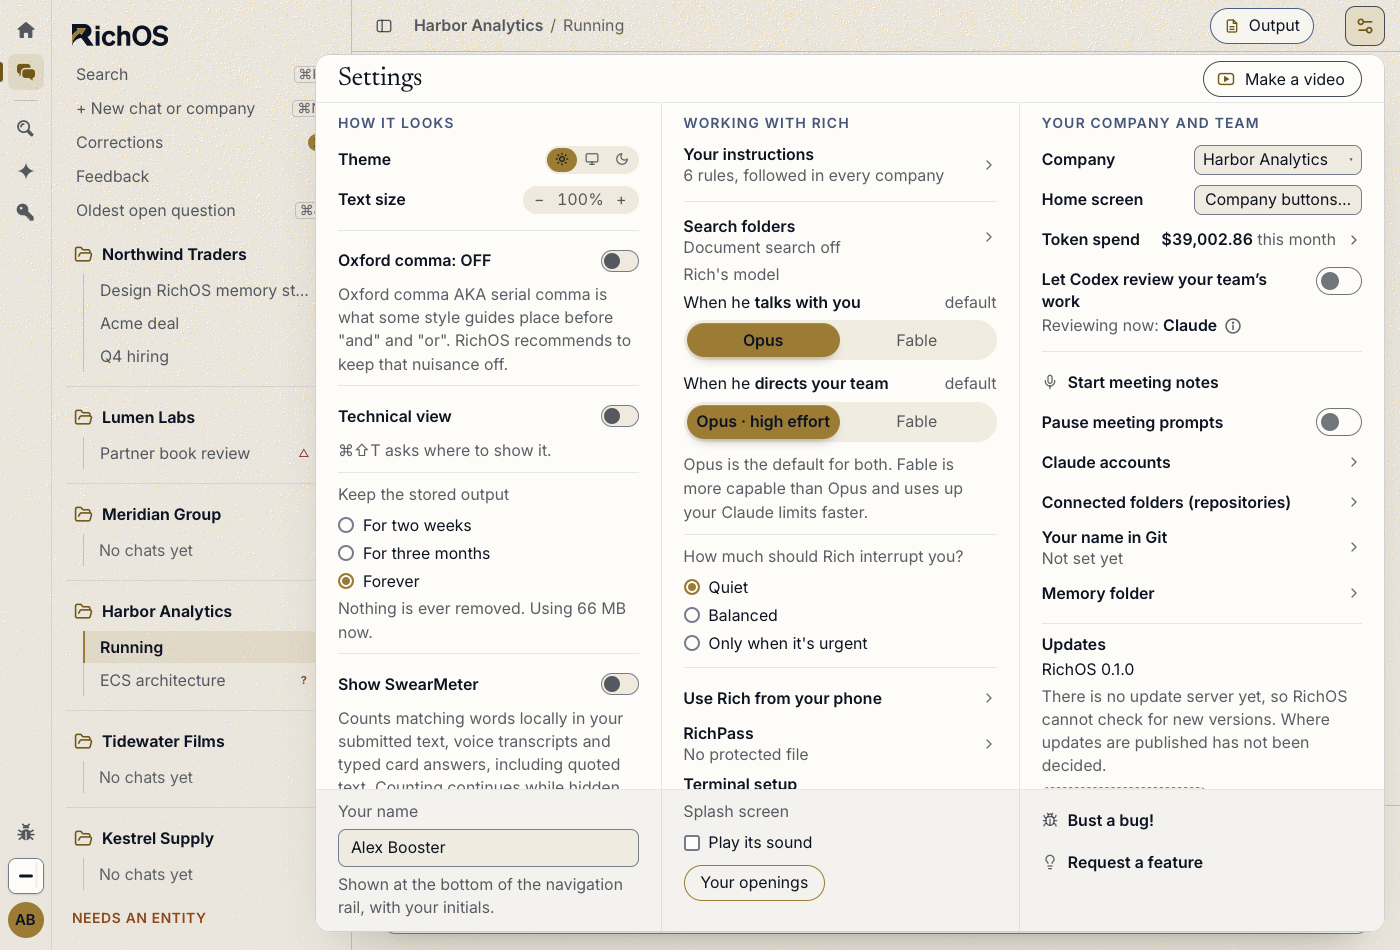 RichOS
Search
+ New chat or company
Corrections
Feedback
Oldest open question
Northwind Traders
Design RichOS memory st...
Acme deal
Q4 hiring
Lumen Labs
Partner book review
Meridian Group
No chats yet
Harbor Analytics
Running
ECS architecture ?
Tidewater Films
No chats yet
Kestrel Supply
No chats yet
NEEDS AN ENTITY
AB
Harbor Analytics / Running
Output
Settings
Make a video
HOW IT LOOKS
Theme
Text size − 100% +
Oxford comma: OFF
Oxford comma AKA serial comma is
what some style guides place before
"and" and "or". RichOS recommends to
keep that nuisance off.
Technical view
⌘⇧T asks where to show it.
Keep the stored output
For two weeks
For three months
Forever
Nothing is ever removed. Using 66 MB
now.
Show SwearMeter
Counts matching words locally in your
submitted text, voice transcripts and
typed card answers, including quoted
text. Counting continues while hidden
Your name
Alex Booster
Shown at the bottom of the navigation
rail, with your initials.
WORKING WITH RICH
Your instructions
6 rules, followed in every company
Search folders
Document search off
Rich's model
When he talks with you default
Opus Fable
When he directs your team default
Opus · high effort Fable
Opus is the default for both. Fable is
more capable than Opus and uses up
your Claude limits faster.
How much should Rich interrupt you?
Quiet
Balanced
Only when it's urgent
Use Rich from your phone
RichPass
No protected file
Terminal setup
Splash screen
Play its sound
Your openings
YOUR COMPANY AND TEAM
Company Harbor Analytics
Home screen Company buttons...
Token spend $39,002.86 this month
Let Codex review your team’s
work
Reviewing now: Claude
Start meeting notes
Pause meeting prompts
Claude accounts
Connected folders (repositories)
Your name in Git
Not set yet
Memory folder
Updates
RichOS 0.1.0
There is no update server yet, so RichOS
cannot check for new versions. Where
updates are published has not been
decided.
Bust a bug!
Request a feature